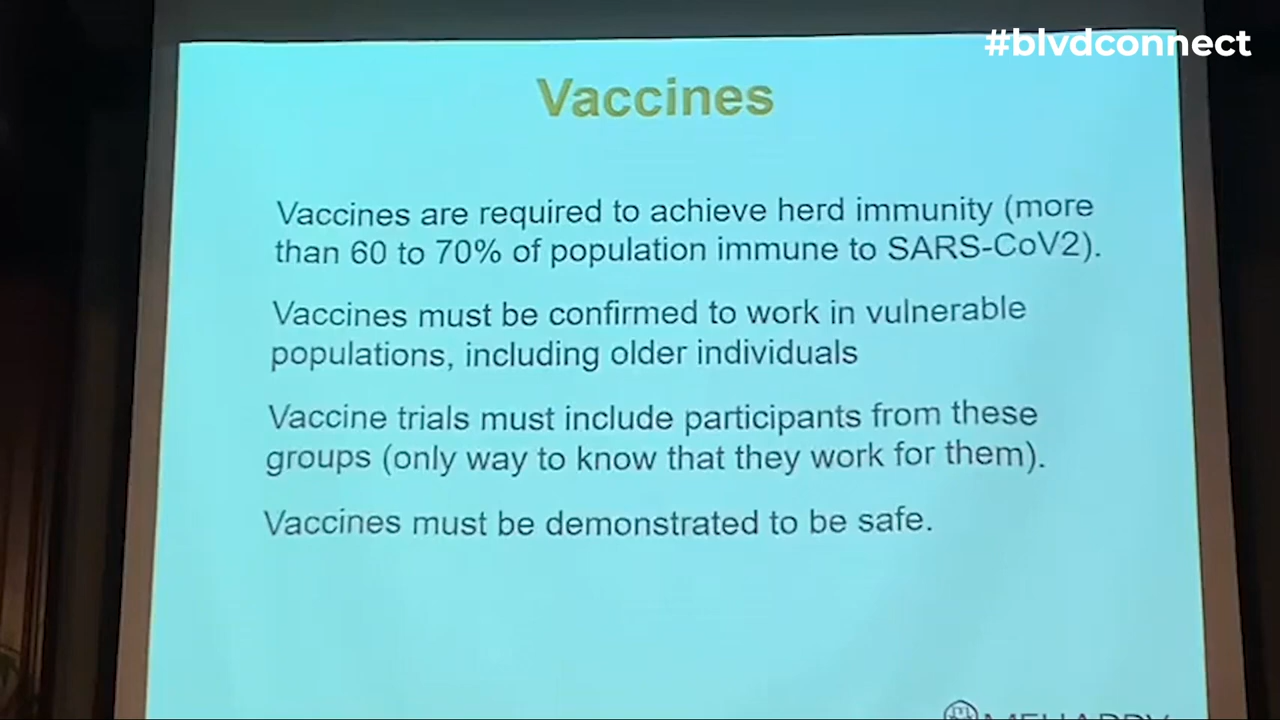 #blvdconnect
Vaccines
Vaccines are required to achieve herd immunity (more
than 60 to 70% of population immune to SARS-CoV2).
Vaccines must be confirmed to work in vulnerable
populations, including older individuals
Vaccine trials must include participants from these
groups (only way to know that they work for them).
Vaccines must be demonstrated to be safe.
MEHARRY